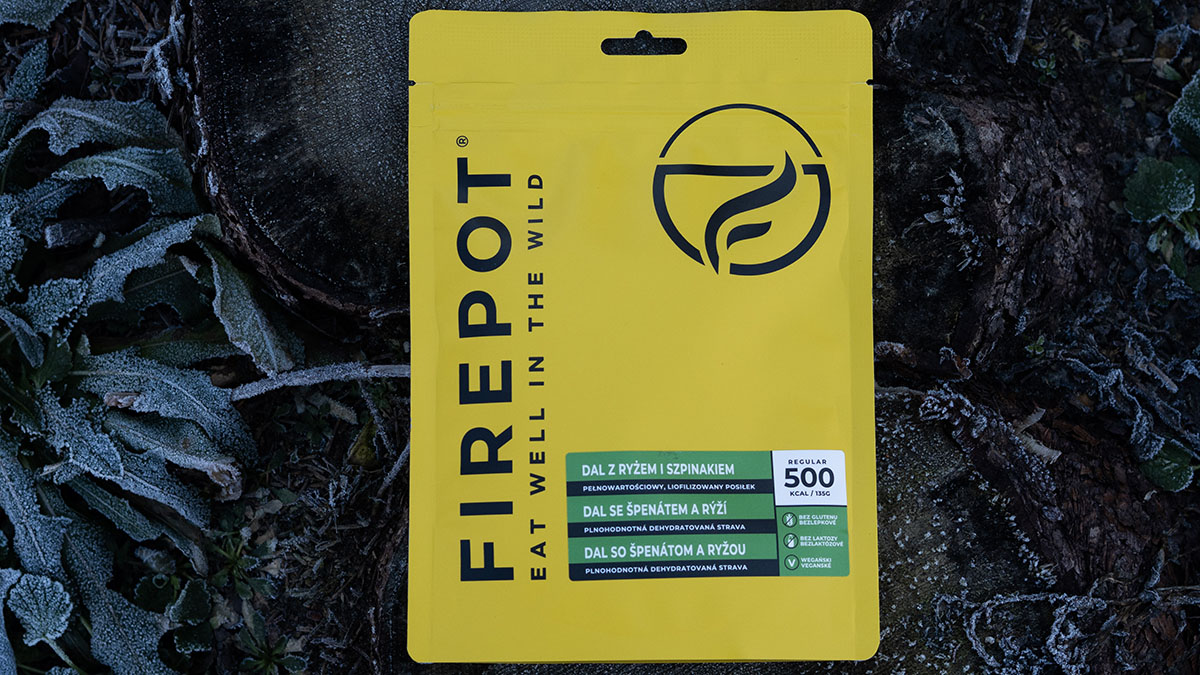 FIREPOT®
EAT WELL IN THE WILD
DAL Z RYŻEM I SZPINAKIEM
PEŁNOWARTOŚCIOWY, LIOFILIZOWANY POSIŁEK
DAL SE ŠPENÁTEM A RÝŽÍ
PLNOHODNOTNÁ DEHYDRATOVANÁ STRAVA
DAL SO ŠPENÁTOM A RYŽOU
PLNOHODNOTNÁ DEHYDRATOVANÁ STRAVA
REGULAR
500
KCAL / 135G
BEZ GLUTENU
BEZLEPKOVÉ
BEZ LAKTOZY
BEZLAKTÓZOVÉ
V
WEGAŃSKI
VEGANSKÉ